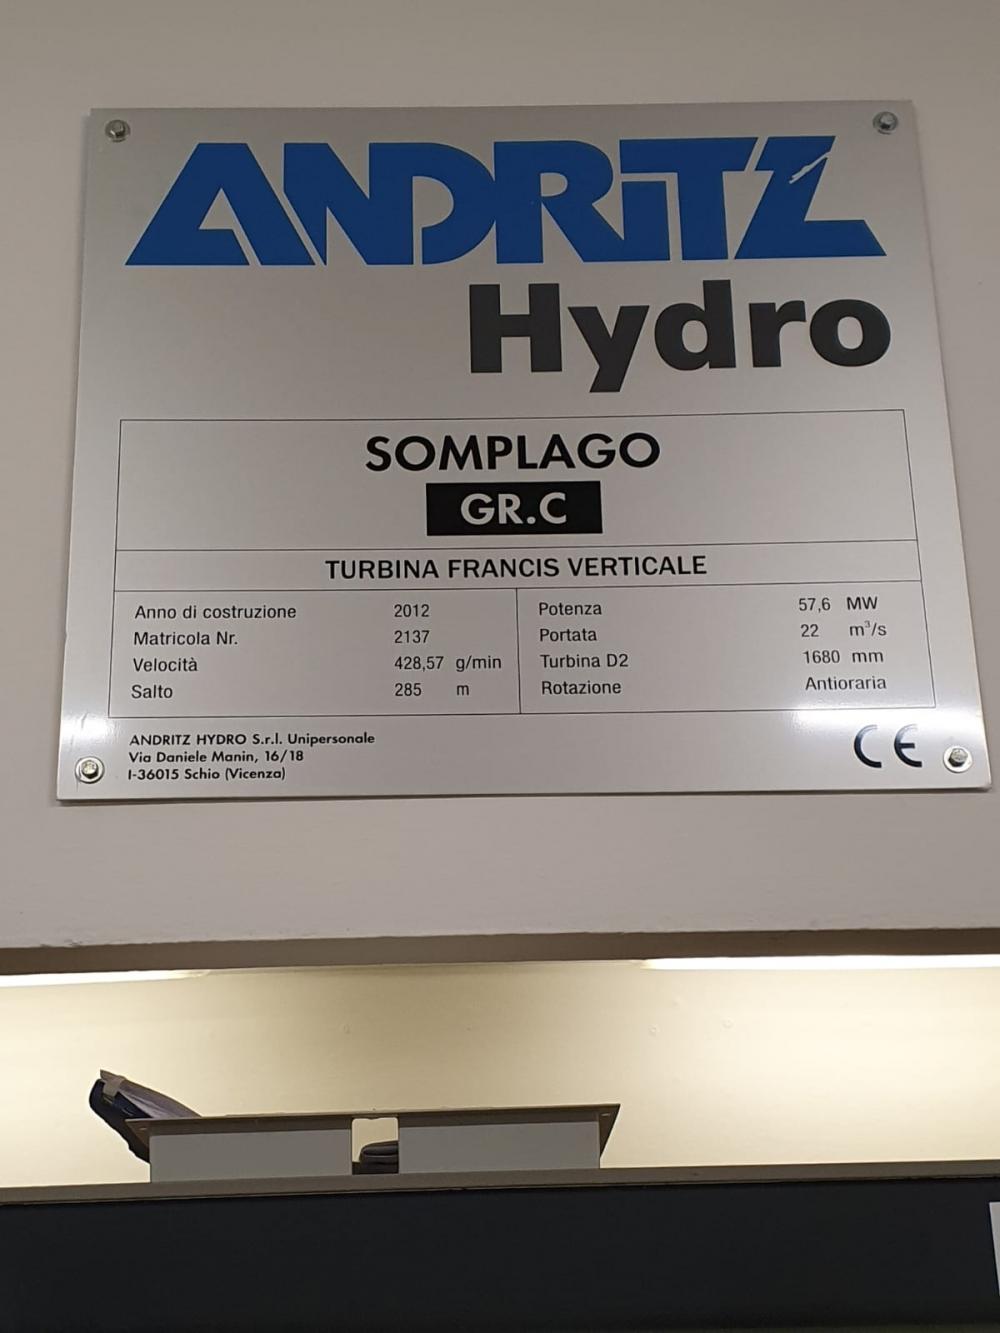 ANDRITZ
Hydro
SOMPLAGO
GR.C
TURBINA FRANCIS VERTICALE
Anno di costruzione 2012
Matricola Nr. 2137
Velocità 428,57 g/min
Salto 285 m
Potenza 57,6 MW
Portata 22 m³/s
Turbina D2 1680 mm
Rotazione Antioraria
ANDRITZ HYDRO S.r.l. Unipersonale
Via Daniele Manin, 16/18
I-36015 Schio (Vicenza)
CE